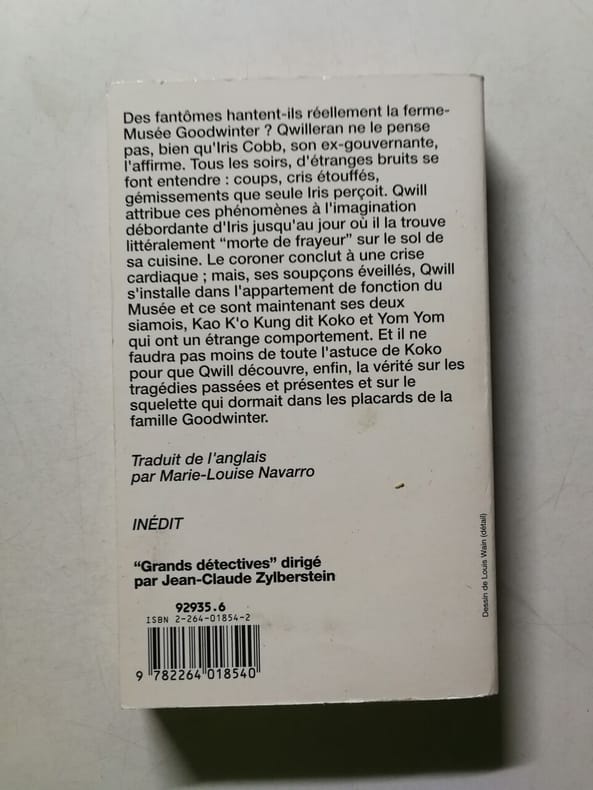 Des fantômes hantent-ils réellement la ferme-
Musée Goodwinter ? Qwilleran ne le pense
pas, bien qu'Iris Cobb, son ex-gouvernante,
l'affirme. Tous les soirs, d'étranges bruits se
font entendre : coups, cris étouffés,
gémissements que seule Iris perçoit. Qwill
attribue ces phénomènes à l'imagination
débordante d'Iris jusqu'au jour où il la trouve
littéralement “morte de frayeur” sur le sol de
sa cuisine. Le coroner conclut à une crise
cardiaque ; mais, ses soupçons éveillés, Qwill
s'installe dans l'appartement de fonction du
Musée et ce sont maintenant ses deux
siamois, Kao K'o Kung dit Koko et Yom Yom
qui ont un étrange comportement. Et il ne
faudra pas moins de toute l'astuce de Koko
pour que Qwill découvre, enfin, la vérité sur les
tragédies passées et présentes et sur le
squelette qui dormait dans les placards de la
famille Goodwinter.
Traduit de l'anglais
par Marie-Louise Navarro
INÉDIT
“Grands détectives” dirigé
par Jean-Claude Zylberstein
92935.6
ISBN 2-264-01854-2
9 782264 018540
Dessin de Louis Wain (détail)